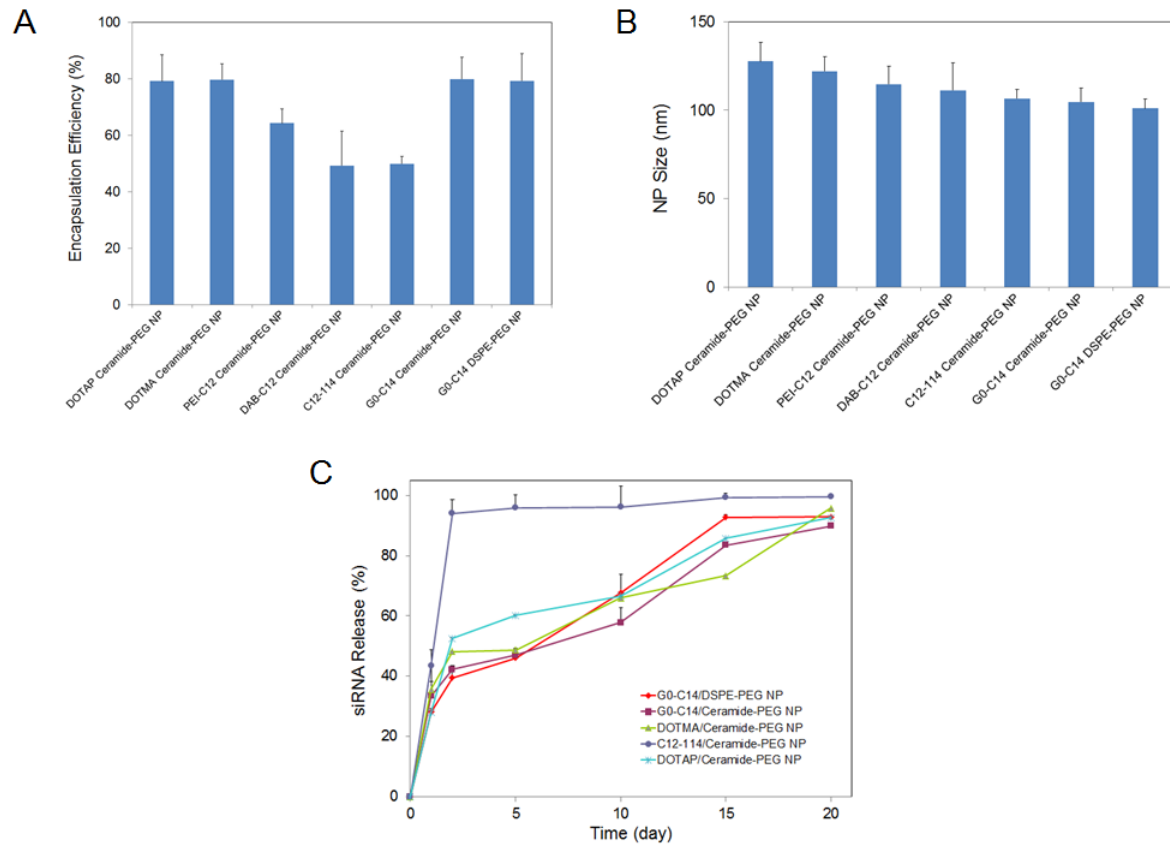 A
Encapsulation Efficiency (%)
100
80
60
40
20
0
DOTAP Ceramide-PEG NP
DOTMA Ceramide-PEG NP
PEI-C12 Ceramide-PEG NP
DAB-C12 Ceramide-PEG NP
C12-114 Ceramide-PEG NP
G0-C14 Ceramide-PEG NP
G0-C14 DSPE-PEG NP
B
NP Size (nm)
150
100
50
0
DOTAP Ceramide-PEG NP
DOTMA Ceramide-PEG NP
PEI-C12 Ceramide-PEG NP
DAB-C12 Ceramide-PEG NP
C12-114 Ceramide-PEG NP
G0-C14 Ceramide-PEG NP
G0-C14 DSPE-PEG NP
C
siRNA Release (%)
100
80
60
40
20
0
G0-C14/DSPE-PEG NP
G0-C14/Ceramide-PEG NP
DOTMA/Ceramide-PEG NP
C12-114/Ceramide-PEG NP
DOTAP/Ceramide-PEG NP
0 5 10 15 20
Time (day)